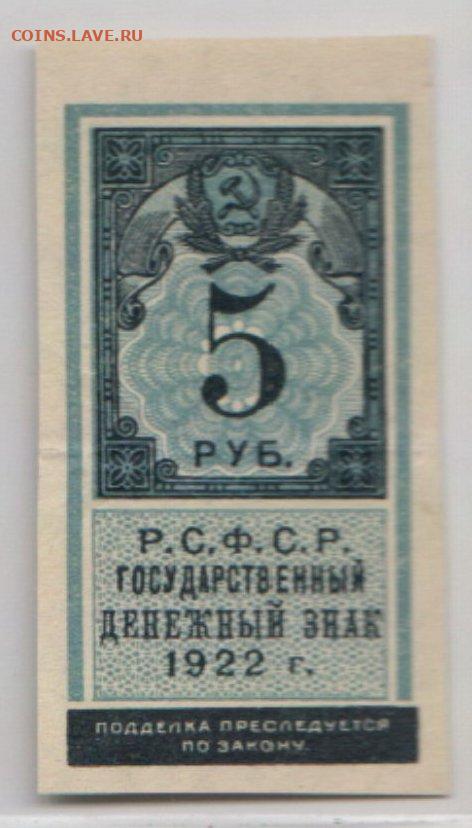 COINS.LAVE.RU
5
РУБ.
Р.С.Ф.С.Р.
ГОСУДАРСТВЕННЫЙ
ДЕНЕЖНЫЙ ЗНАК
1922 г.
ПОДДЕЛКА ПРЕСЛЕДУЕТСЯ
ПО ЗАКОНУ.